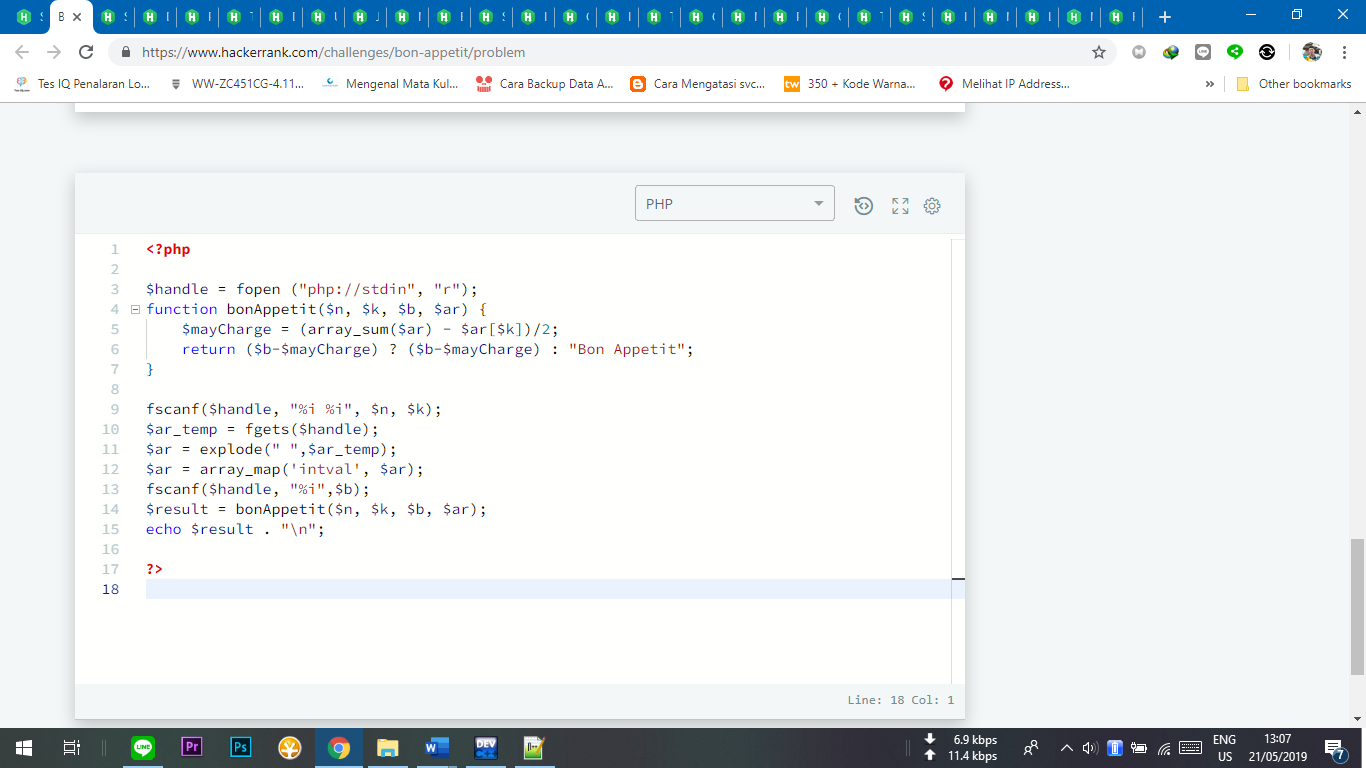 B
https://www.hackerrank.com/challenges/bon-appetit/problem
Tes IQ Penalaran Lo... WW-ZC451CG-4.11... Mengenal Mata Kul... Cara Backup Data A... Cara Mengatasi svc... 350 + Kode Warna... Melihat IP Address... » Other bookmarks
PHP
1 <?php
2
3 $handle = fopen ("php://stdin", "r");
4 function bonAppetit($n, $k, $b, $ar) {
5 $mayCharge = (array_sum($ar) - $ar[$k])/2;
6 return ($b-$mayCharge) ? ($b-$mayCharge) : "Bon Appetit";
7 }
8
9 fscanf($handle, "%i %i", $n, $k);
10 $ar_temp = fgets($handle);
11 $ar = explode(" ",$ar_temp);
12 $ar = array_map('intval', $ar);
13 fscanf($handle, "%i",$b);
14 $result = bonAppetit($n, $k, $b, $ar);
15 echo $result . "\n";
16
17 ?>
18
Line: 18 Col: 1
LINE Pr Ps DEV
6.9 kbps
11.4 kbps
ENG
US
13:07
21/05/2019
7